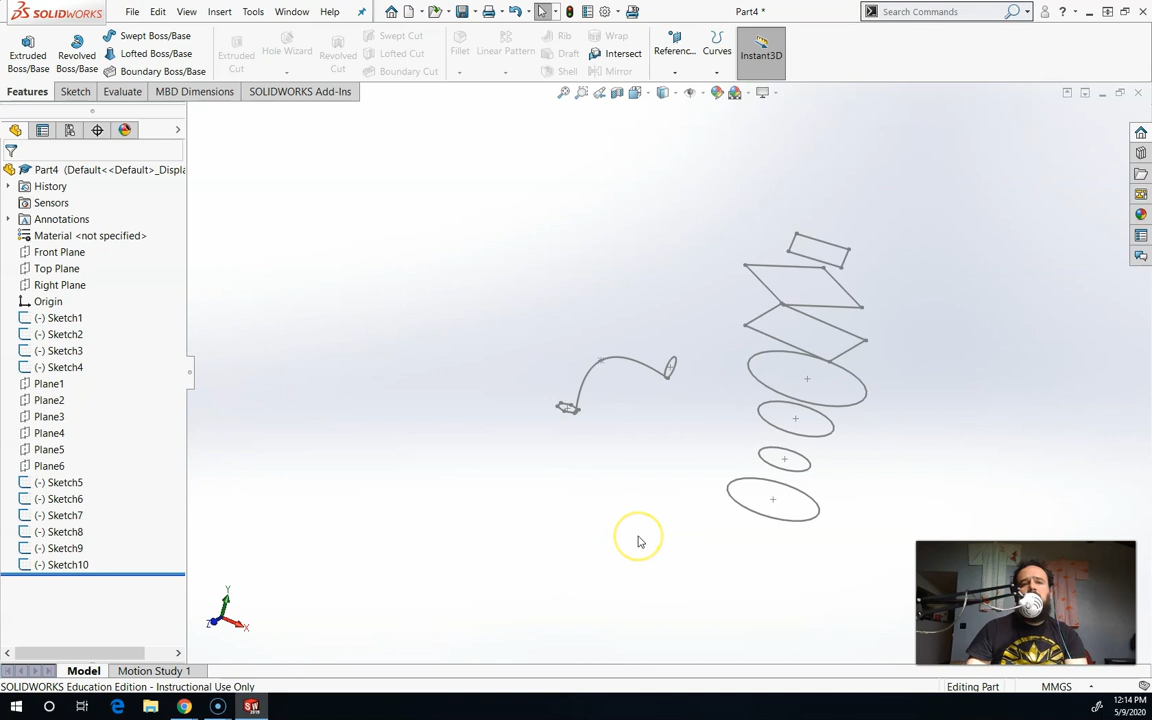 SOLIDWORKS File Edit View Insert Tools Window Help Part4 * Search Commands
Extruded Boss/Base
Revolved Boss/Base
Swept Boss/Base
Lofted Boss/Base
Boundary Boss/Base
Extruded Cut
Hole Wizard
Revolved Cut
Swept Cut
Lofted Cut
Boundary Cut
Fillet
Linear Pattern
Rib
Draft
Shell
Wrap
Intersect
Mirror
Referenc...
Curves
Instant3D
Features Sketch Evaluate MBD Dimensions SOLIDWORKS Add-Ins
Part4 (Default<<Default>_Displa
History
Sensors
Annotations
Material <not specified>
Front Plane
Top Plane
Right Plane
Origin
(-) Sketch1
(-) Sketch2
(-) Sketch3
(-) Sketch4
Plane1
Plane2
Plane3
Plane4
Plane5
Plane6
(-) Sketch5
(-) Sketch6
(-) Sketch7
(-) Sketch8
(-) Sketch9
(-) Sketch10
Y
Z X
Model Motion Study 1
SOLIDWORKS Education Edition - Instructional Use Only Editing Part MMGS
12:14 PM
5/9/2020